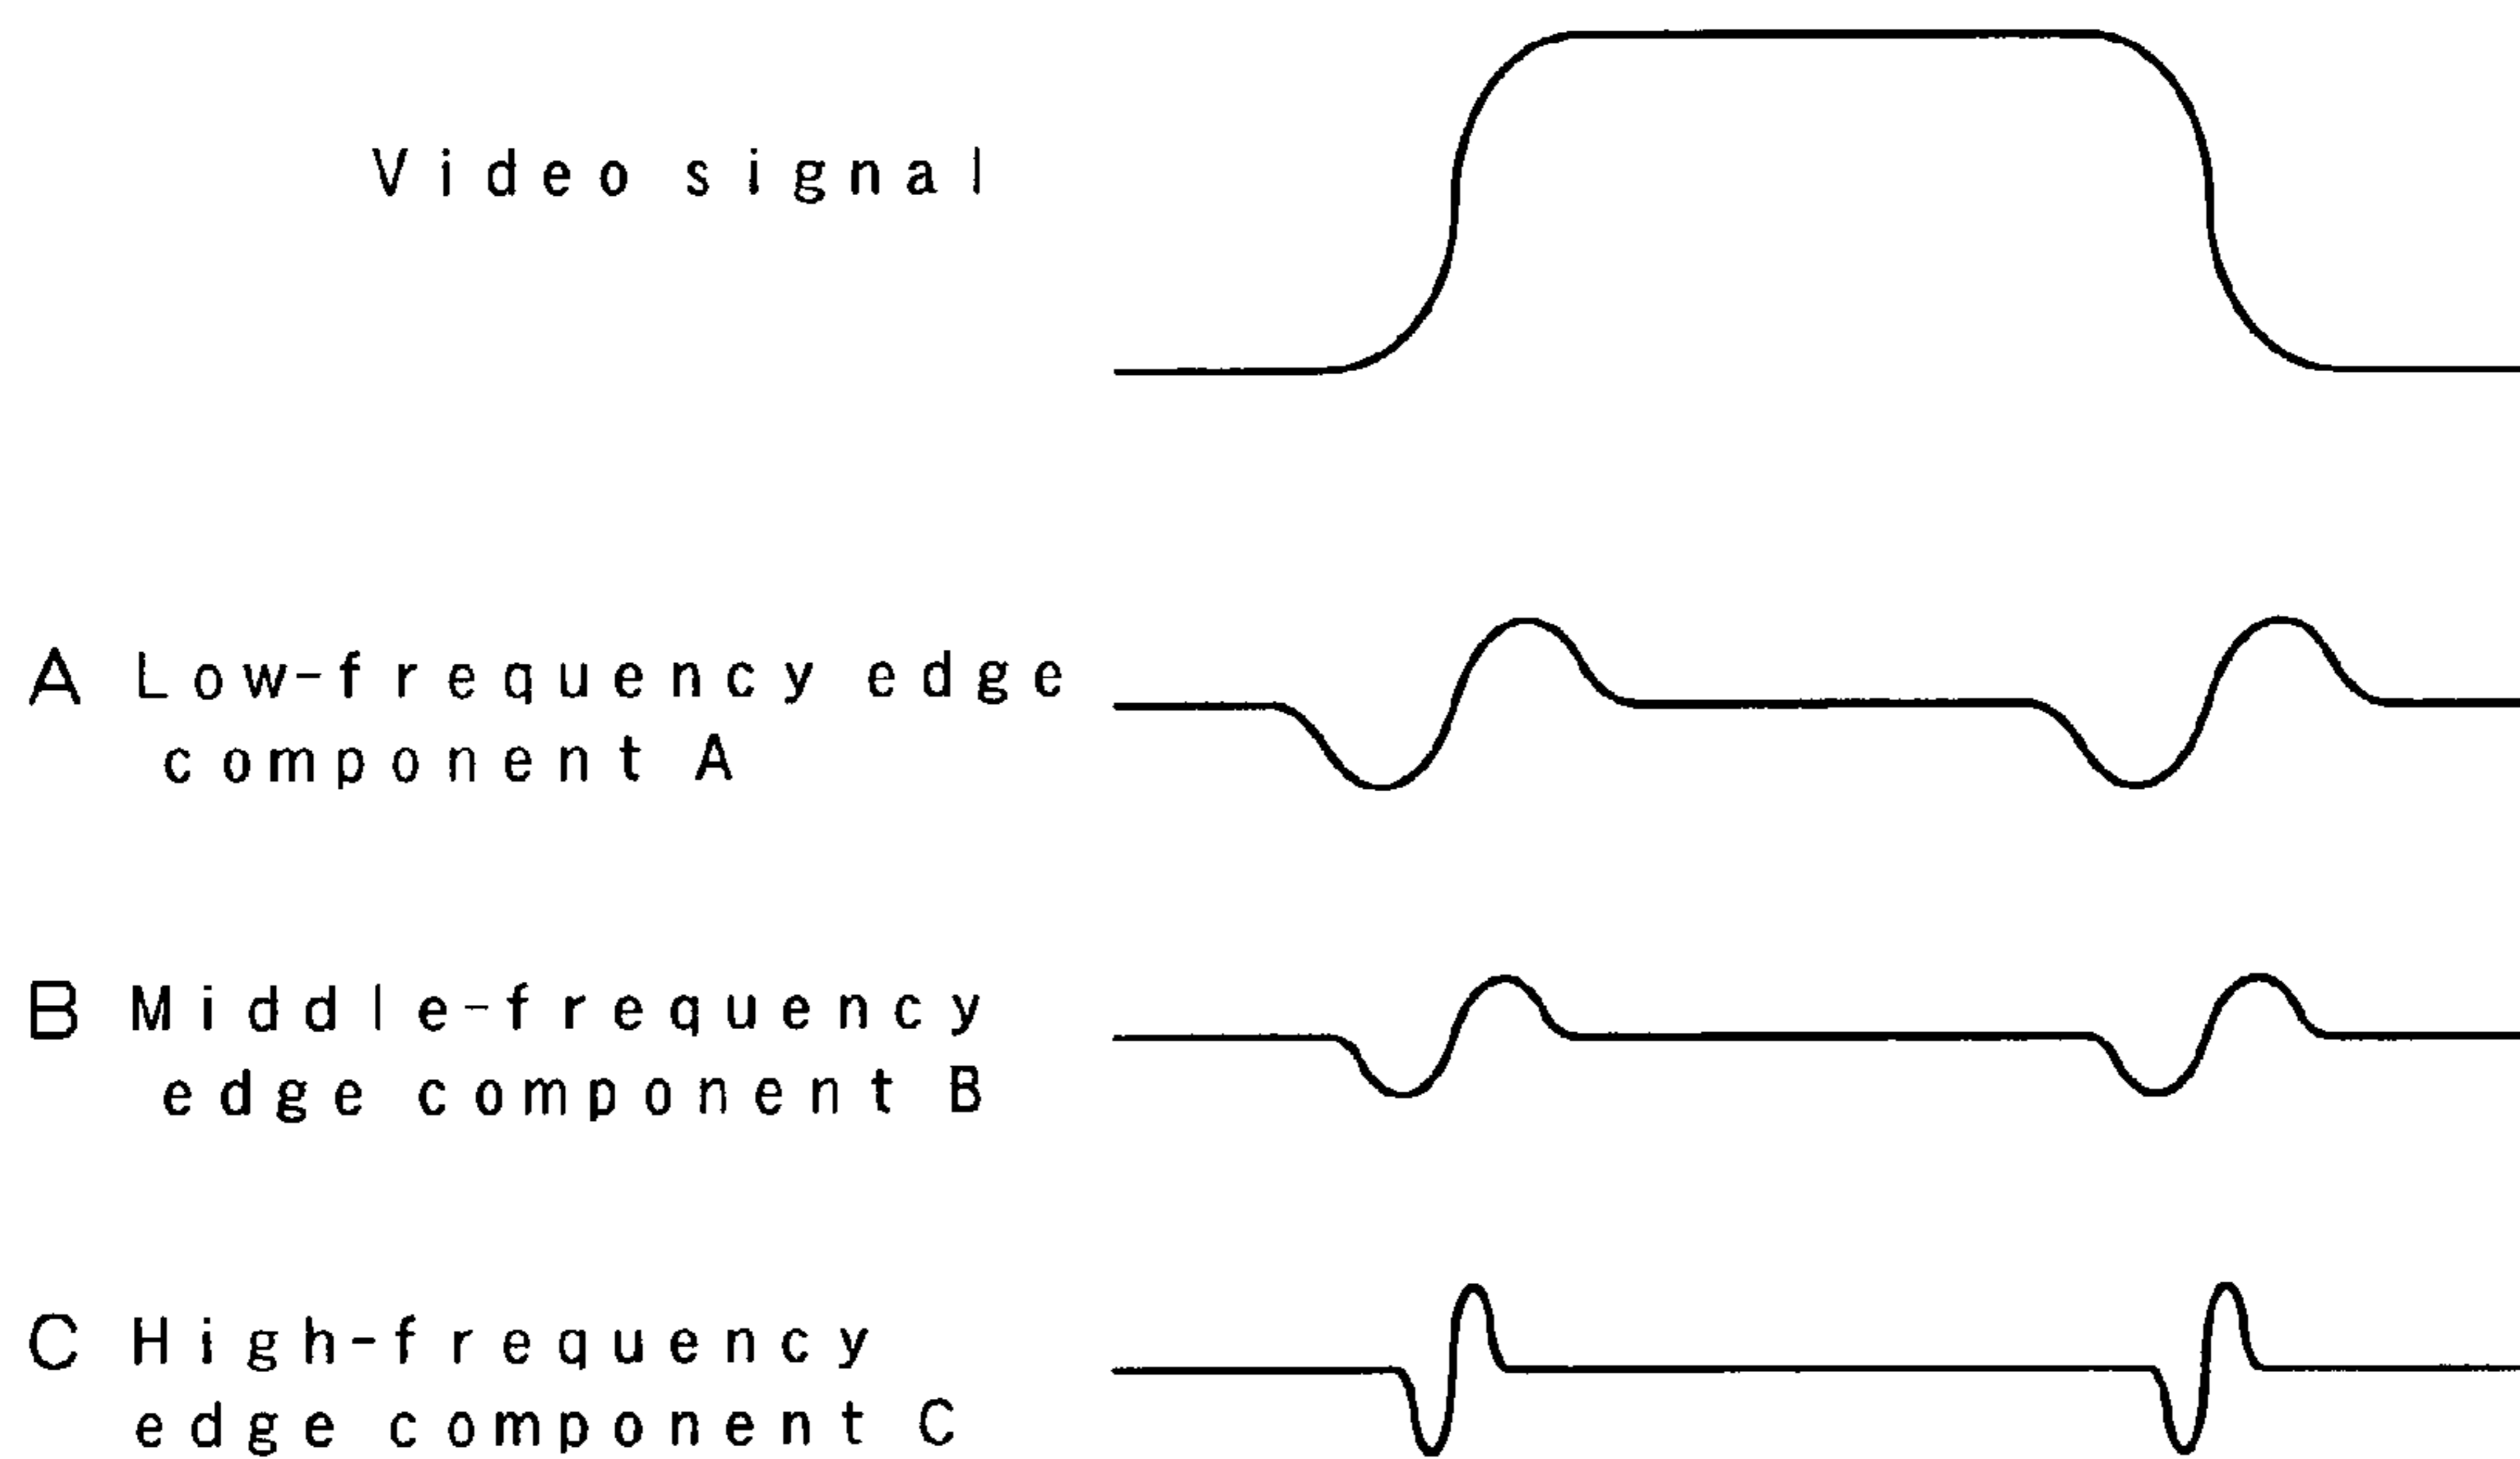 Video signal
A Low-frequency edge
component A
B Middle-frequency
edge component B
C High-frequency
edge component C